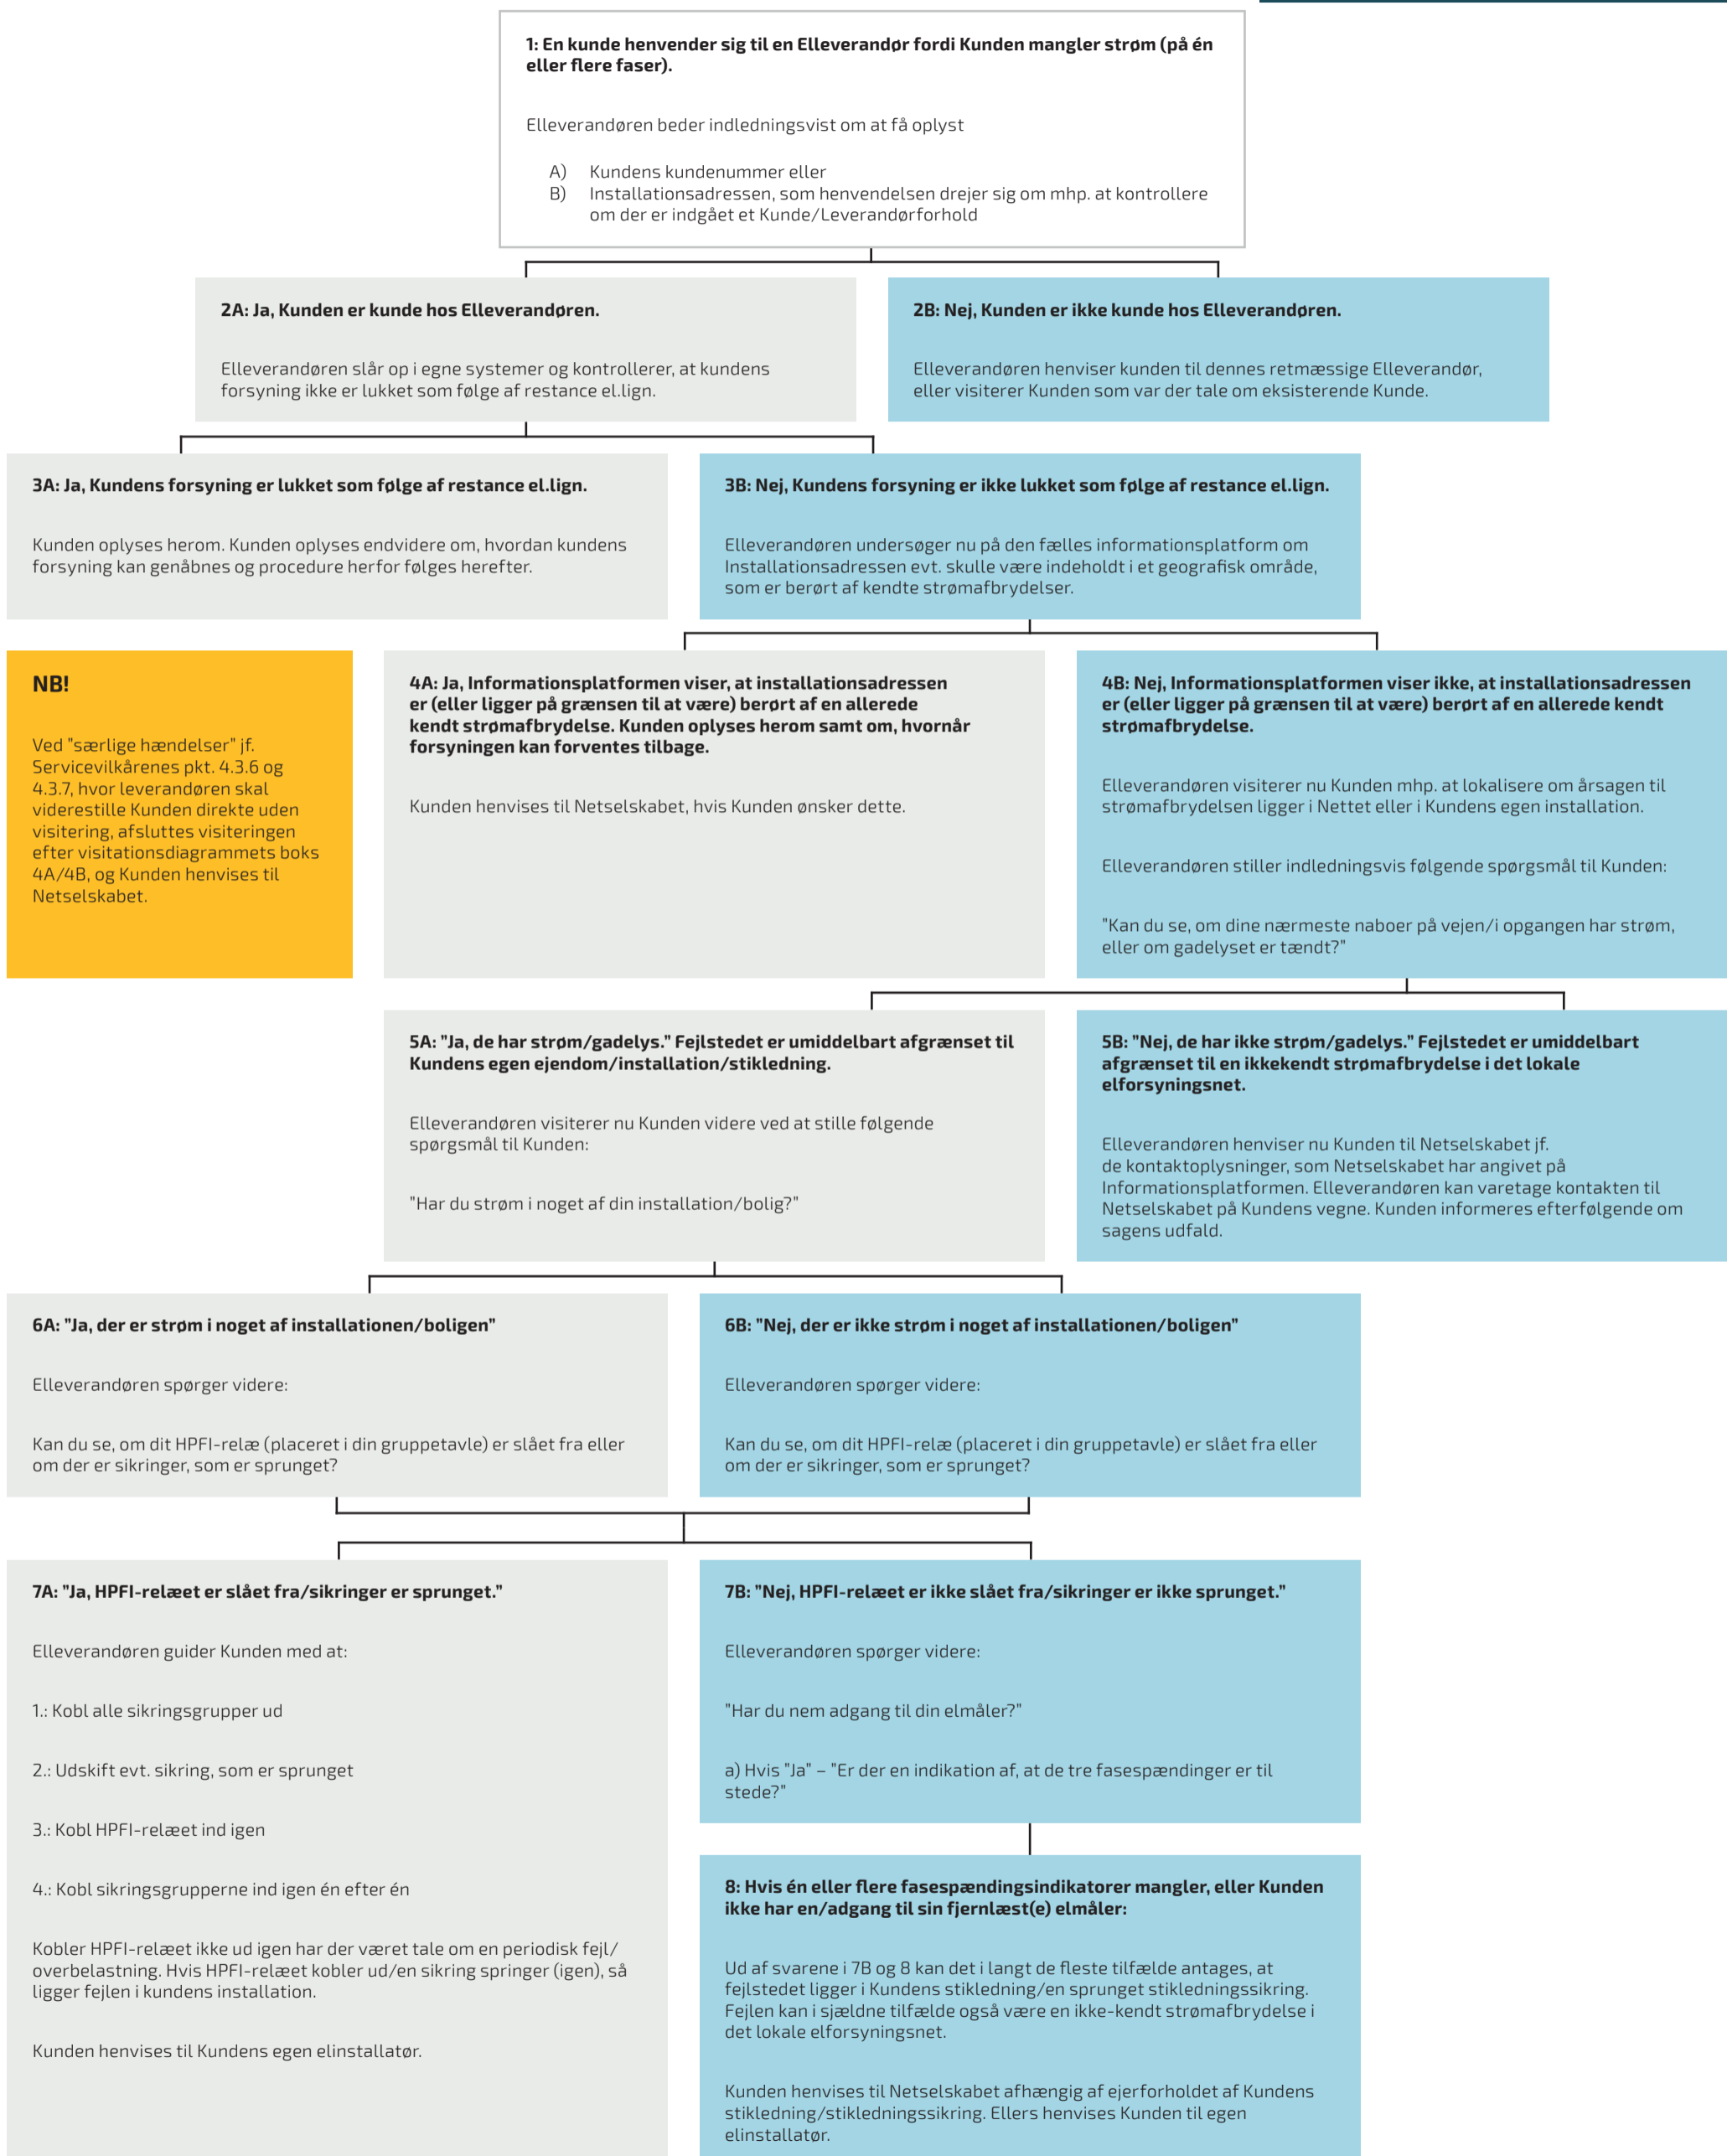 1: En kunde henvender sig til en Elleverandør fordi Kunden mangler strøm (på én
eller flere faser).
Elleverandøren beder indledningsvist om at få oplyst
A) Kundens kundenummer eller
B) Installationsadressen, som henvendelsen drejer sig om mhp. at kontrollere
om der er indgået et Kunde/Leverandørforhold
2A: Ja, Kunden er kunde hos Elleverandøren.
Elleverandøren slår op i egne systemer og kontrollerer, at kundens
forsyning ikke er lukket som følge af restance el.lign.
2B: Nej, Kunden er ikke kunde hos Elleverandøren.
Elleverandøren henviser kunden til dennes retmæssige Elleverandør,
eller visiterer Kunden som var der tale om eksisterende Kunde.
3A: Ja, Kundens forsyning er lukket som følge af restance el.lign.
Kunden oplyses herom. Kunden oplyses endvidere om, hvordan kundens
forsyning kan genåbnes og procedure herfor følges herefter.
3B: Nej, Kundens forsyning er ikke lukket som følge af restance el.lign.
Elleverandøren undersøger nu på den fælles informationsplatform om
Installationsadressen evt. skulle være indeholdt i et geografisk område,
som er berørt af kendte strømafbrydelser.
NB!
Ved "særlige hændelser" jf.
Servicevilkårenes pkt. 4.3.6 og
4.3.7, hvor leverandøren skal
viderestille Kunden direkte uden
visitering, afsluttes visiteringen
efter visitationsdiagrammets boks
4A/4B, og Kunden henvises til
Netselskabet.
4A: Ja, Informationsplatformen viser, at installationsadressen
er (eller ligger på grænsen til at være) berørt af en allerede
kendt strømafbrydelse. Kunden oplyses herom samt om, hvornår
forsyningen kan forventes tilbage.
Kunden henvises til Netselskabet, hvis Kunden ønsker dette.
4B: Nej, Informationsplatformen viser ikke, at installationsadressen
er (eller ligger på grænsen til at være) berørt af en allerede kendt
strømafbrydelse.
Elleverandøren visiterer nu Kunden mhp. at lokalisere om årsagen til
strømafbrydelsen ligger i Nettet eller i Kundens egen installation.
Elleverandøren stiller indledningsvis følgende spørgsmål til Kunden:
"Kan du se, om dine nærmeste naboer på vejen/i opgangen har strøm,
eller om gadelyset er tændt?"
5A: "Ja, de har strøm/gadelys." Fejlstedet er umiddelbart afgrænset til
Kundens egen ejendom/installation/stikledning.
Elleverandøren visiterer nu Kunden videre ved at stille følgende
spørgsmål til Kunden:
"Har du strøm i noget af din installation/bolig?"
5B: "Nej, de har ikke strøm/gadelys." Fejlstedet er umiddelbart
afgrænset til en ikkekendt strømafbrydelse i det lokale
elforsyningsnet.
Elleverandøren henviser nu Kunden til Netselskabet jf.
de kontaktoplysninger, som Netselskabet har angivet på
Informationsplatformen. Elleverandøren kan varetage kontakten til
Netselskabet på Kundens vegne. Kunden informeres efterfølgende om
sagens udfald.
6A: "Ja, der er strøm i noget af installationen/boligen"
Elleverandøren spørger videre:
Kan du se, om dit HPFI-relæ (placeret i din gruppetavle) er slået fra eller
om der er sikringer, som er sprunget?
6B: "Nej, der er ikke strøm i noget af installationen/boligen"
Elleverandøren spørger videre:
Kan du se, om dit HPFI-relæ (placeret i din gruppetavle) er slået fra eller
om der er sikringer, som er sprunget?
7A: "Ja, HPFI-relæet er slået fra/sikringer er sprunget."
Elleverandøren guider Kunden med at:
1.: Kobl alle sikringsgrupper ud
2.: Udskift evt. sikring, som er sprunget
3.: Kobl HPFI-relæet ind igen
4.: Kobl sikringsgrupperne ind igen én efter én
Kobler HPFI-relæet ikke ud igen har der været tale om en periodisk fejl/
overbelastning. Hvis HPFI-relæet kobler ud/en sikring springer (igen), så
ligger fejlen i kundens installation.
Kunden henvises til Kundens egen elinstallatør.
7B: "Nej, HPFI-relæet er ikke slået fra/sikringer er ikke sprunget."
Elleverandøren spørger videre:
"Har du nem adgang til din elmåler?"
a) Hvis "Ja" – "Er der en indikation af, at de tre fasespændinger er til
stede?"
8: Hvis én eller flere fasespændingsindikatorer mangler, eller Kunden
ikke har en/adgang til sin fjernlæst(e) elmåler:
Ud af svarene i 7B og 8 kan det i langt de fleste tilfælde antages, at
fejlstedet ligger i Kundens stikledning/en sprunget stikledningssikring.
Fejlen kan i sjældne tilfælde også være en ikke-kendt strømafbrydelse i
det lokale elforsyningsnet.
Kunden henvises til Netselskabet afhængig af ejerforholdet af Kundens
stikledning/stikledningssikring. Ellers henvises Kunden til egen
elinstallatør.